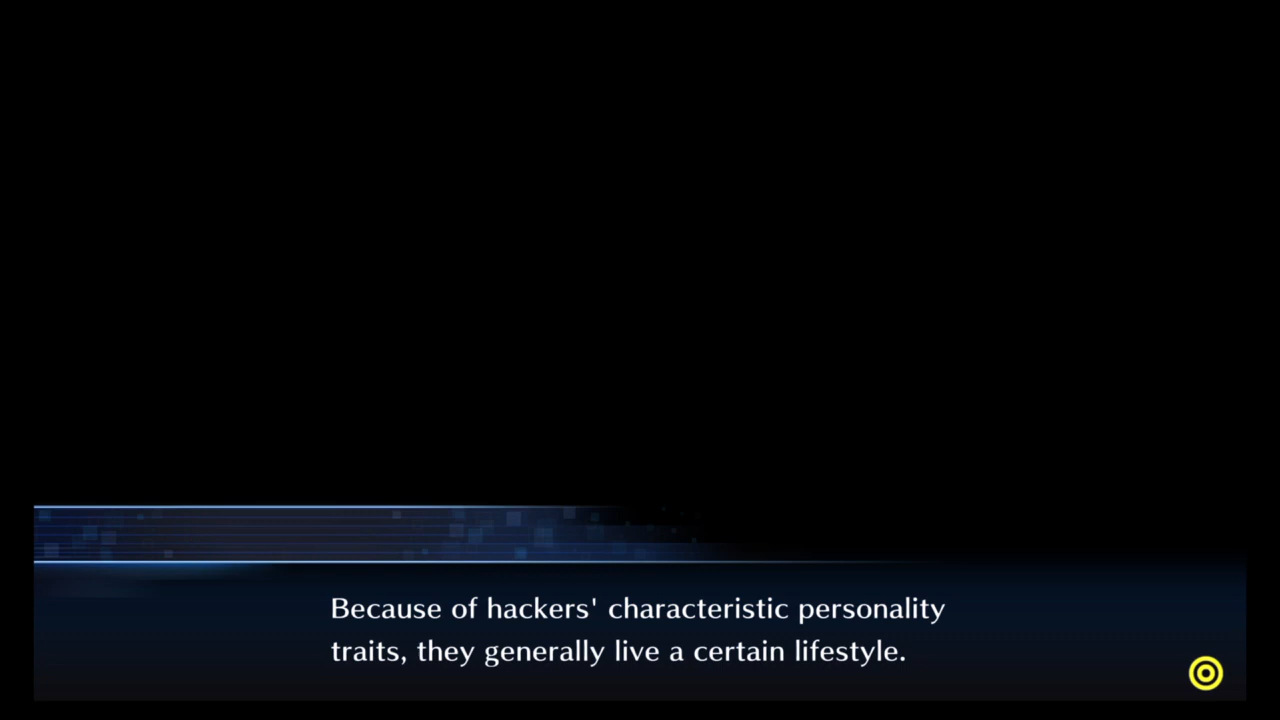 Because of hackers' characteristic personality
traits, they generally live a certain lifestyle.